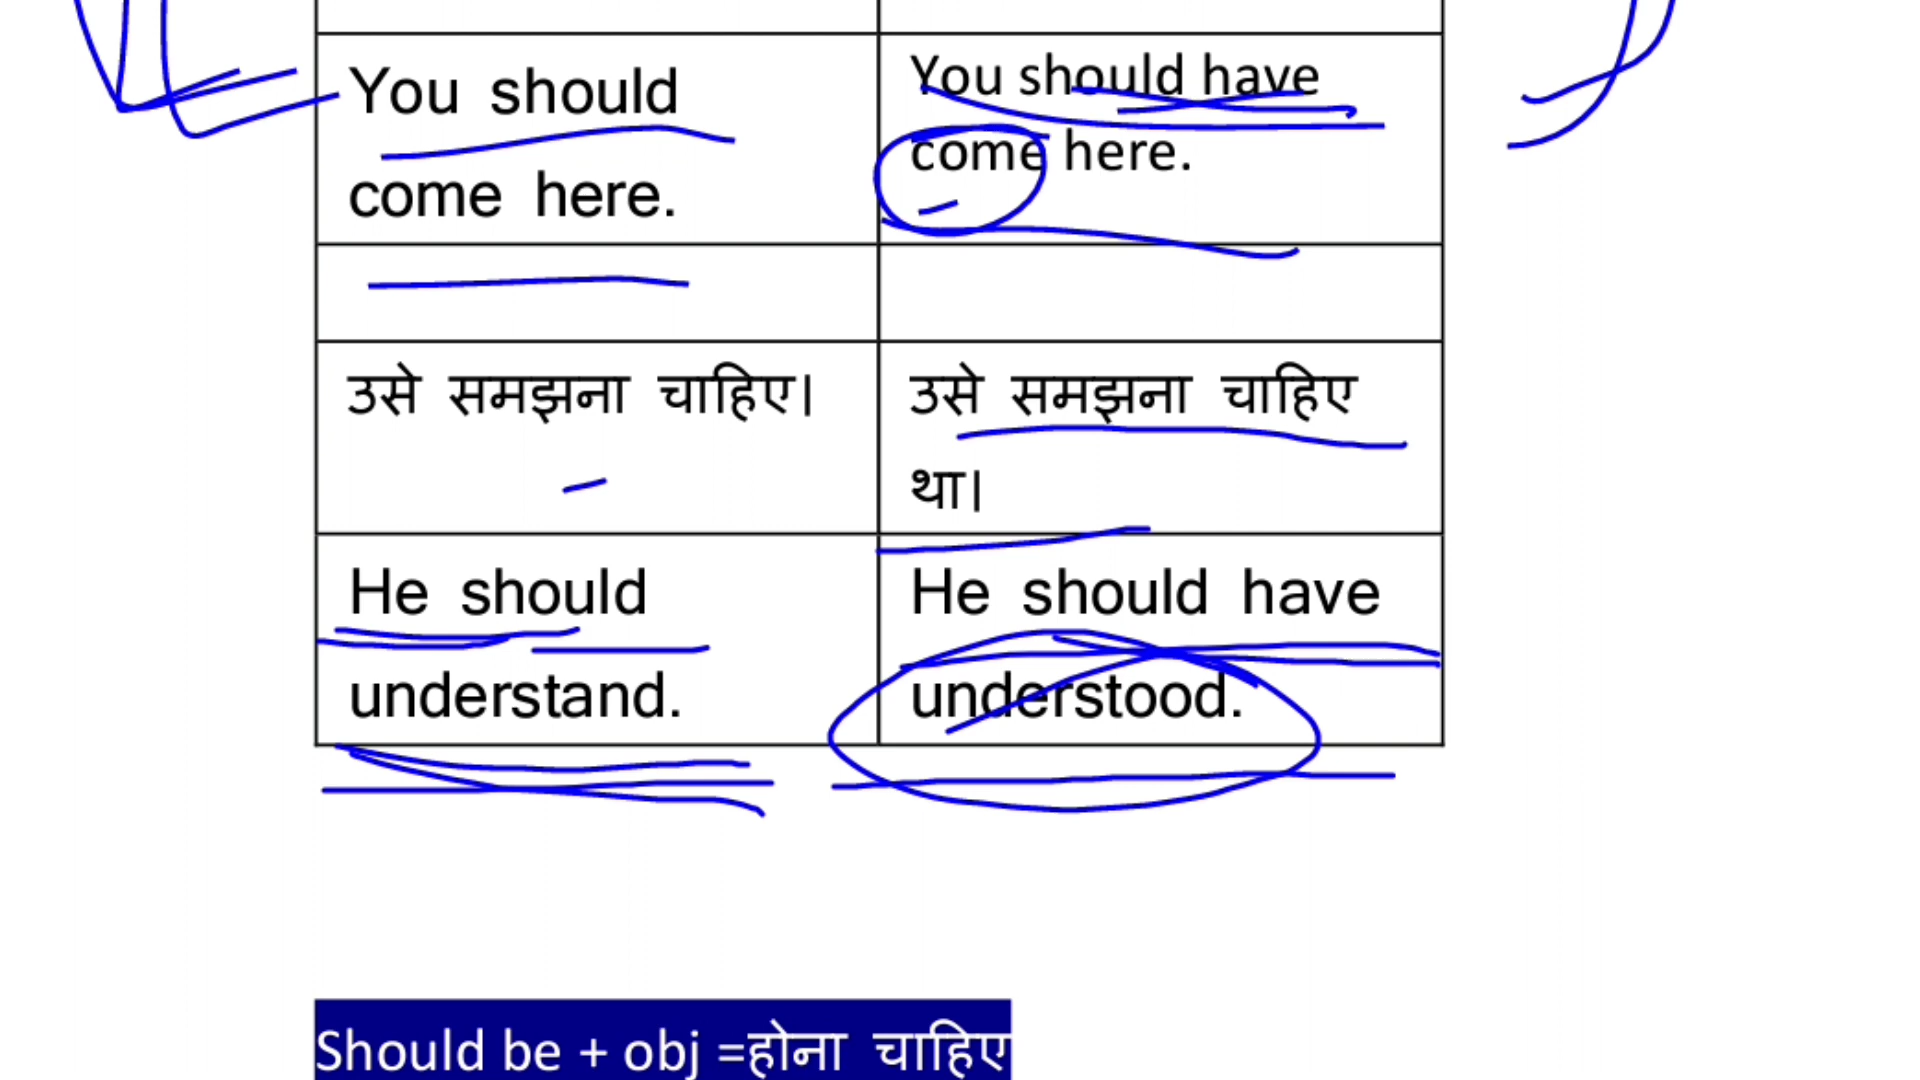 You should
come here.
You should have
come here.
उसे समझना चाहिए।
उसे समझना चाहिए
था।
He should
understand.
He should have
understood.
Should be + obj =होना चाहिए